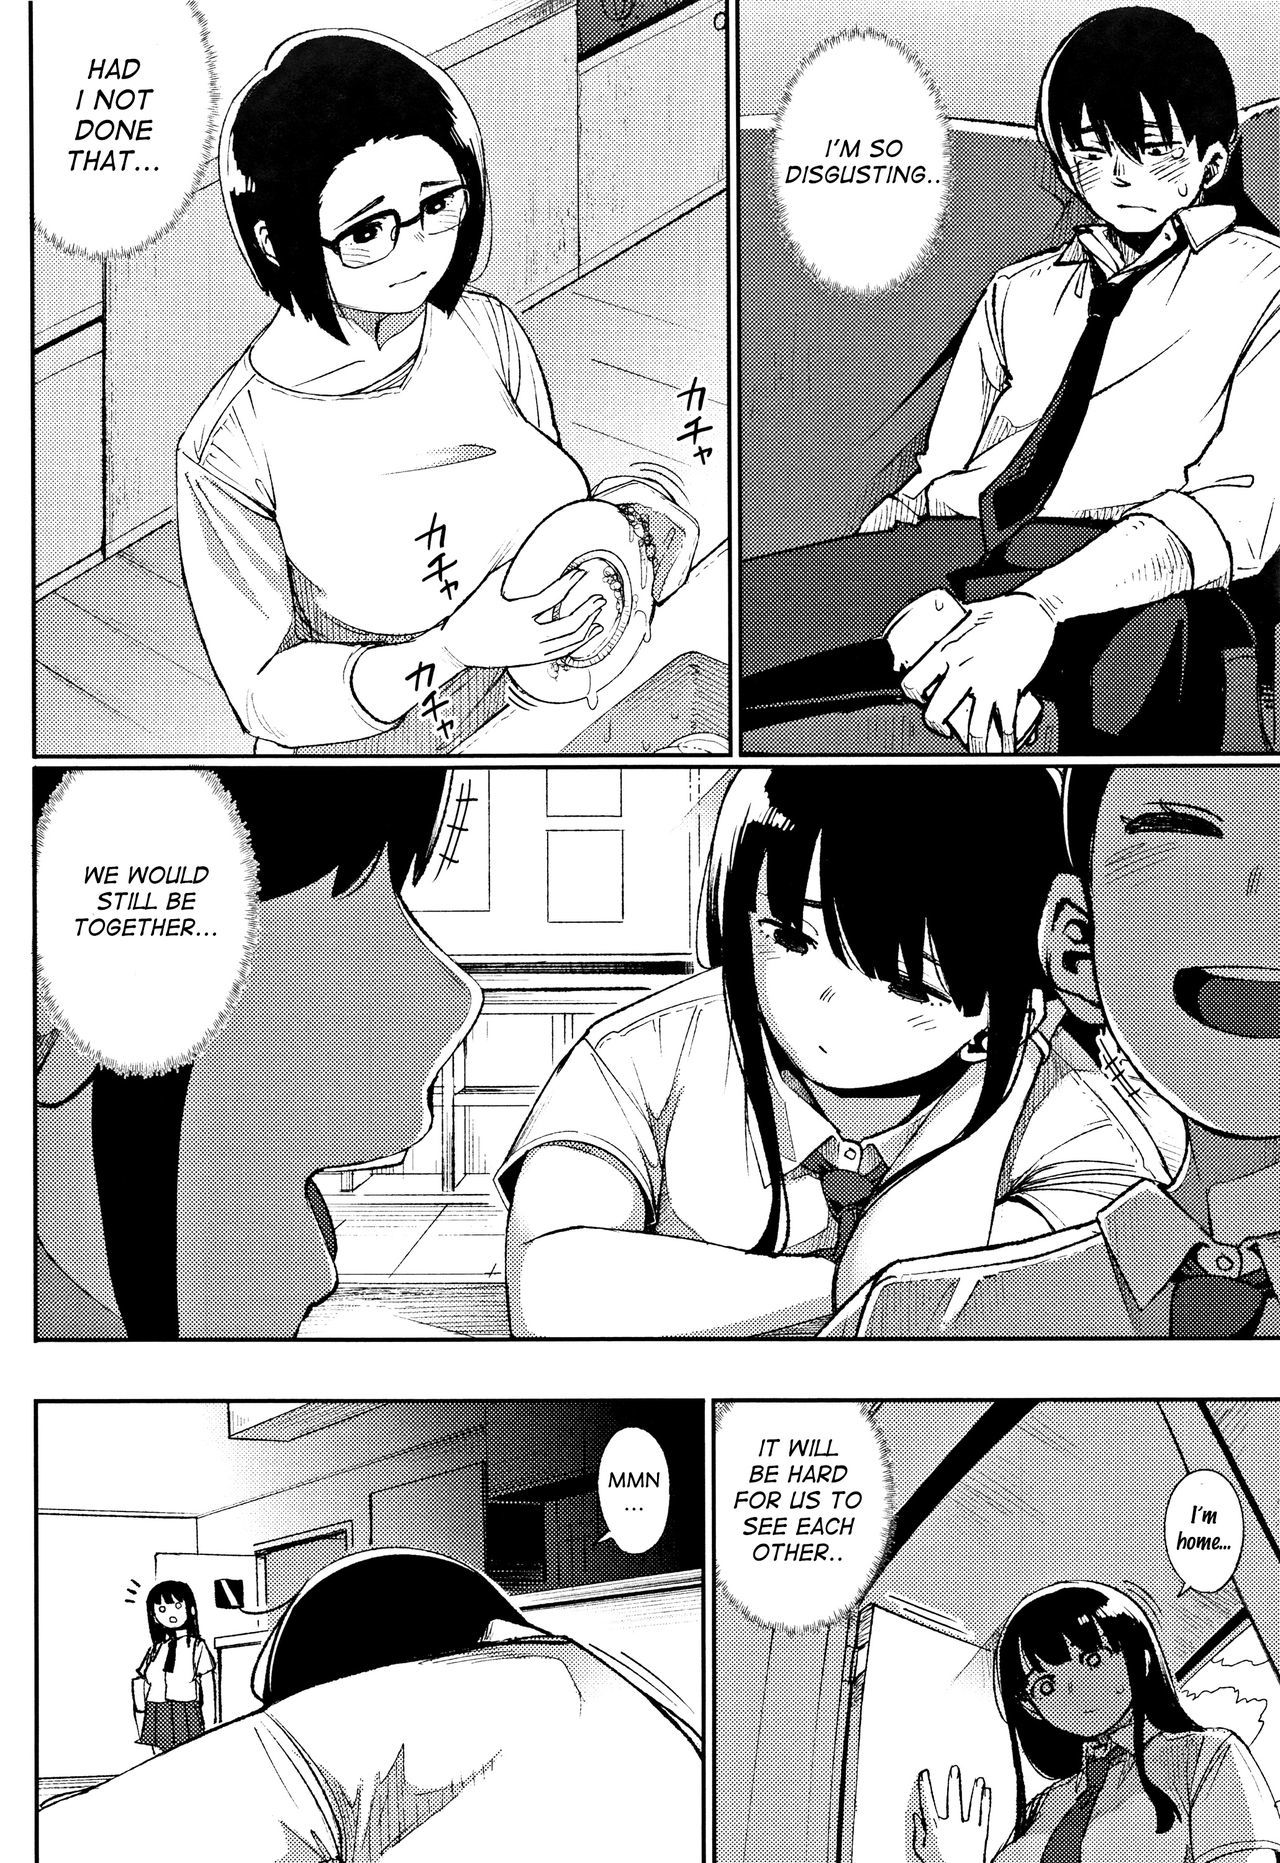 I'M SO
DISGUSTING..
HAD
I NOT
DONE
THAT...
カチャ
カチャ
カチャ
WE WOULD
STILL BE
TOGETHER...
IT WILL
BE HARD
FOR US TO
SEE EACH
OTHER..
I'm
home...
MMN
...